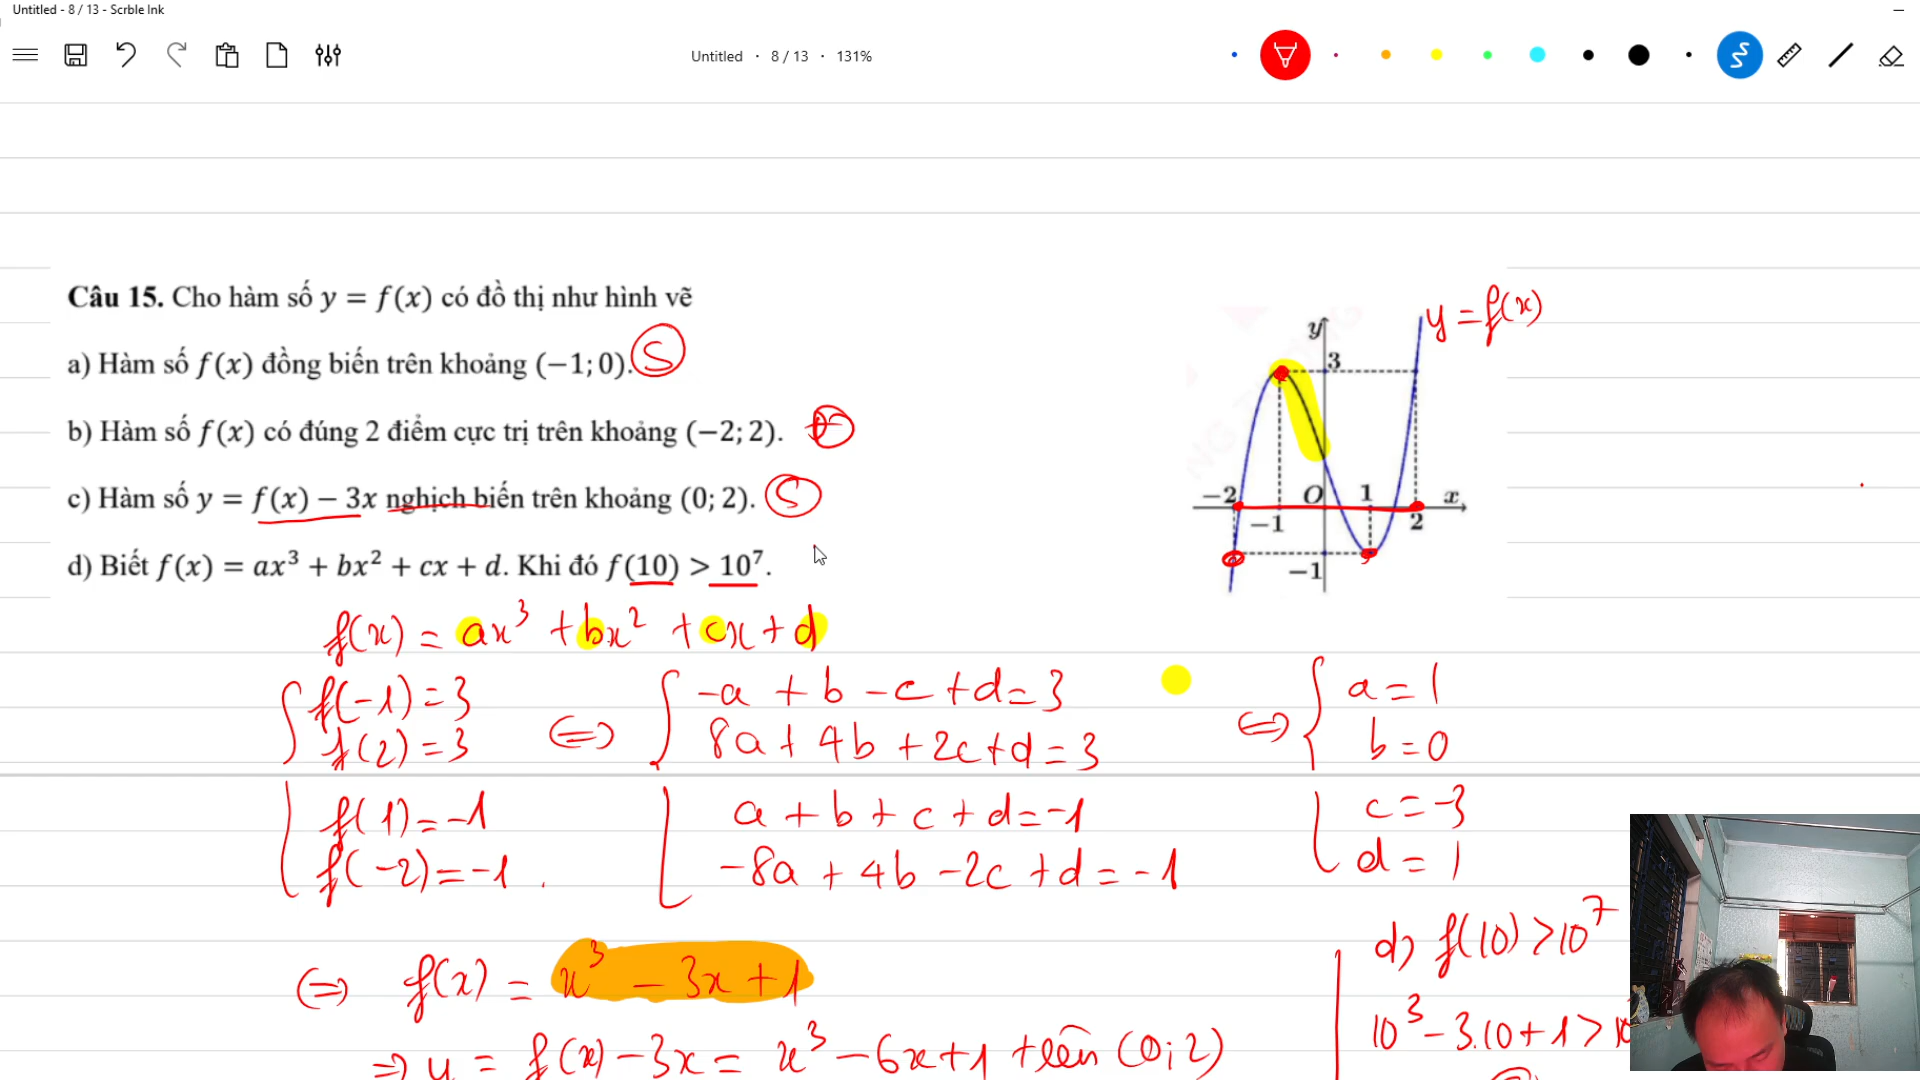 Untitled - 8 / 13 - Scrble Ink
Untitled · 8 / 13 · 131%
Câu 15. Cho hàm số y = f(x) có đồ thị như hình vẽ
a) Hàm số f(x) đồng biến trên khoảng (−1; 0). S
b) Hàm số f(x) có đúng 2 điểm cực trị trên khoảng (−2; 2). Đ
c) Hàm số y = f(x) − 3x nghịch biến trên khoảng (0; 2). S
d) Biết f(x) = ax³ + bx² + cx + d. Khi đó f(10) > 10⁷.
y = f(x)
y
3
−2 O 1 x
−1 2
−1
f(x) = ax³ + bx² + cx + d
f(-1) = 3 ⇔ -a + b - c + d = 3 ⇔ a = 1
f(2) = 3 8a + 4b + 2c + d = 3 b = 0
f(1) = -1 a + b + c + d = -1 c = -3
f(-2) = -1. -8a + 4b - 2c + d = -1 d = 1
d) f(10) > 10⁷
⇔ f(x) = x³ - 3x + 1
10³ - 3.10 + 1 >
⇒ y = f(x) - 3x = x³ - 6x + 1 trên (0; 2)